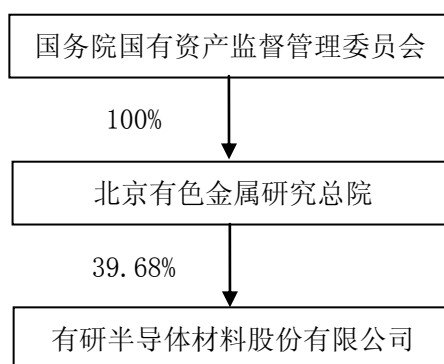 国务院国有资产监督管理委员会
100%
北京有色金属研究总院
39.68%
有研半导体材料股份有限公司